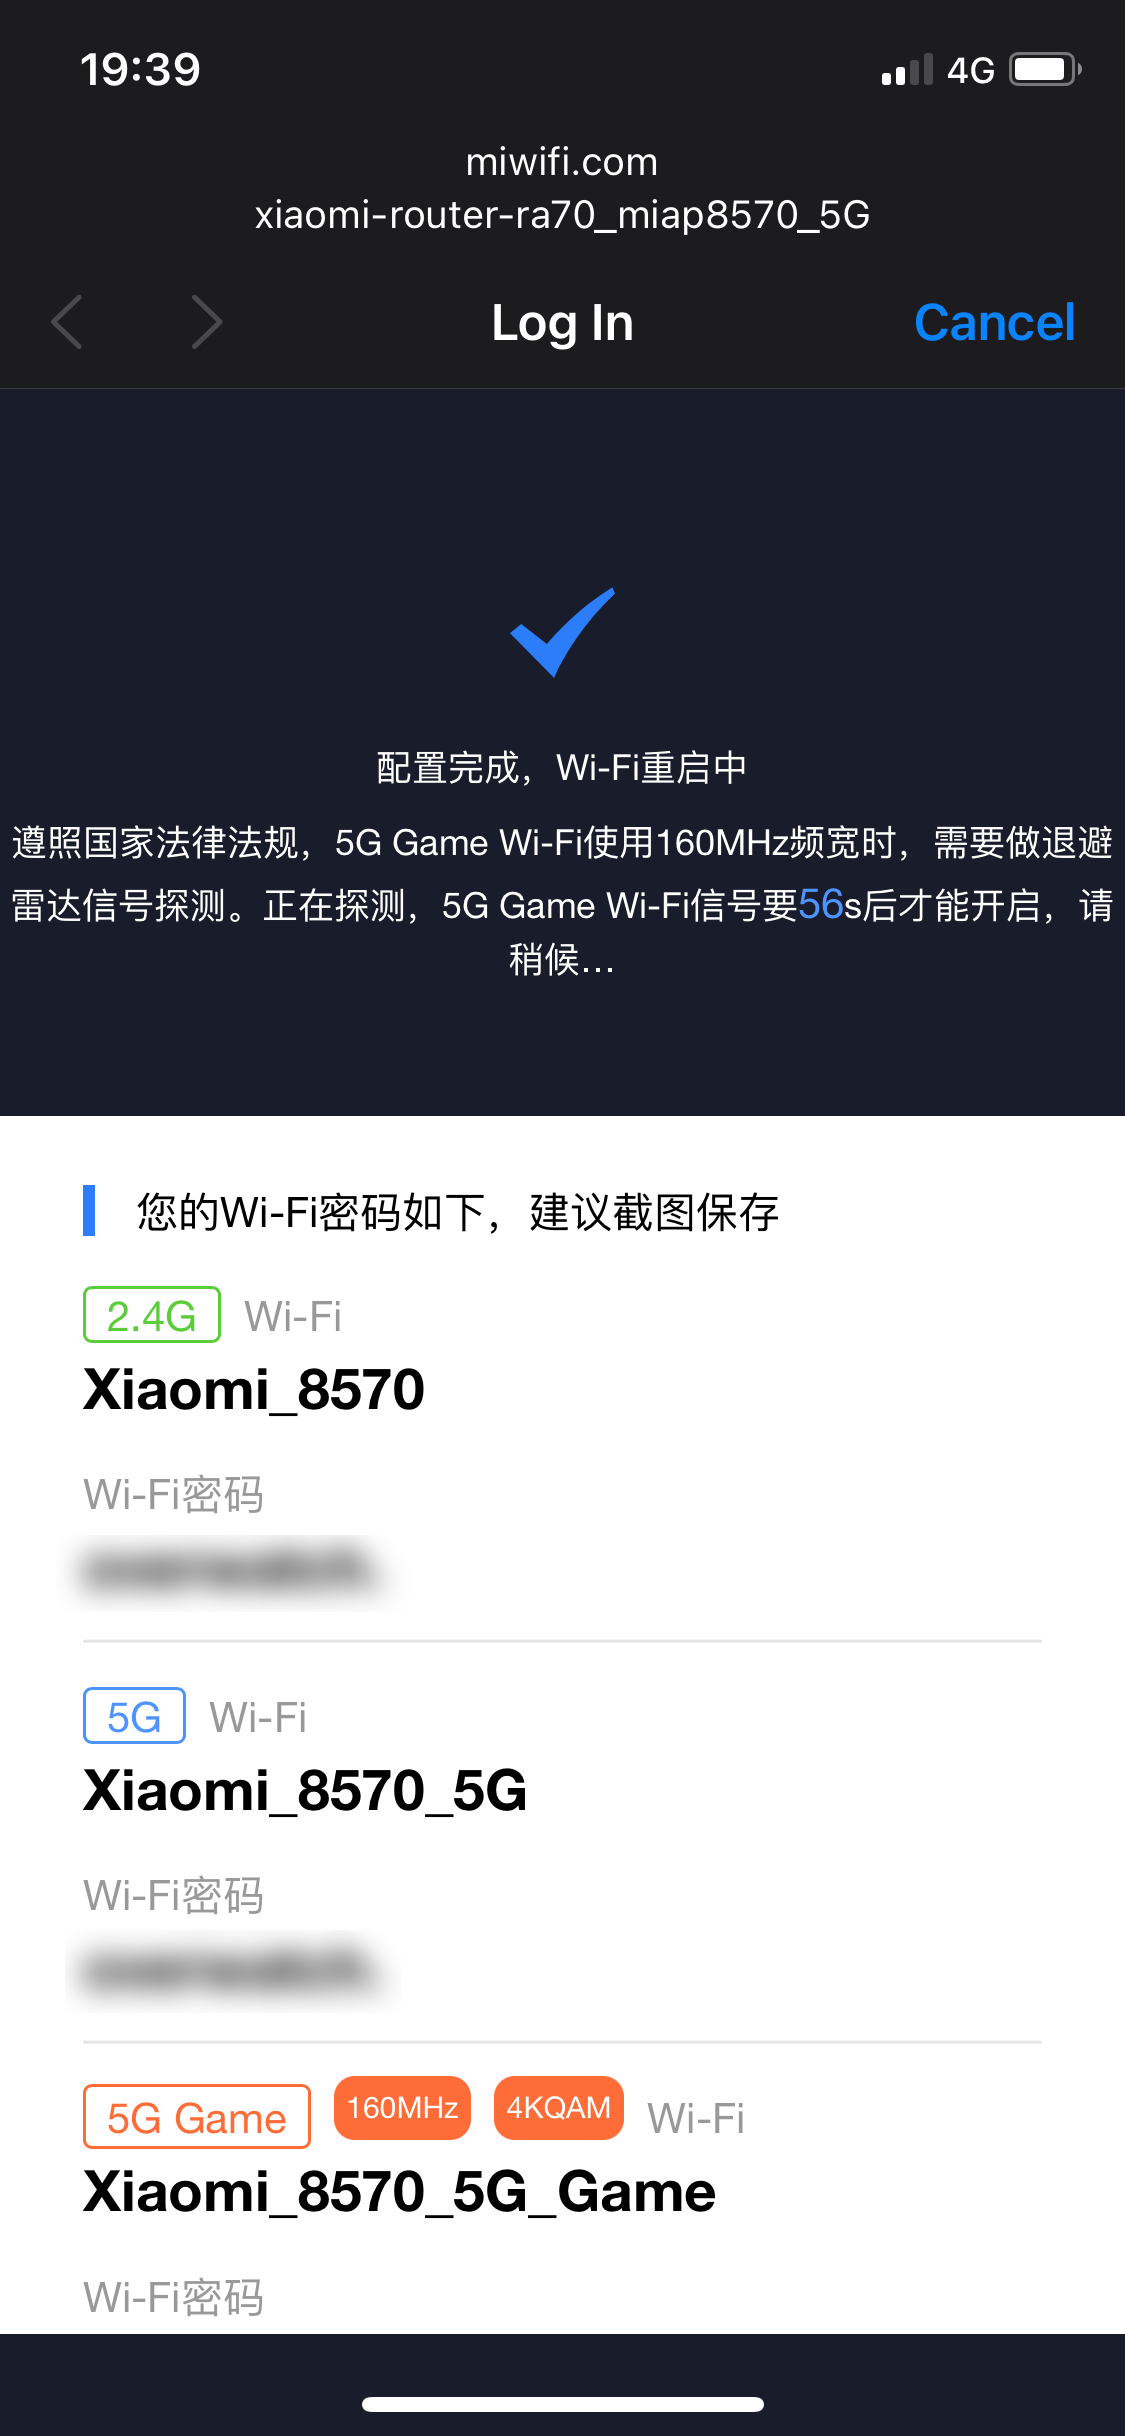 19:39
4G
miwifi.com
xiaomi-router-ra70_miap8570_5G
Log In
Cancel
配置完成，Wi-Fi重启中
遵照国家法律法规，5G Game Wi-Fi使用160MHz频宽时，需要做退避
雷达信号探测。正在探测，5G Game Wi-Fi信号要56s后才能开启，请
稍候...
您的Wi-Fi密码如下，建议截图保存
2.4G Wi-Fi
Xiaomi_8570
Wi-Fi密码
5G Wi-Fi
Xiaomi_8570_5G
Wi-Fi密码
5G Game 160MHz 4KQAM Wi-Fi
Xiaomi_8570_5G_Game
Wi-Fi密码